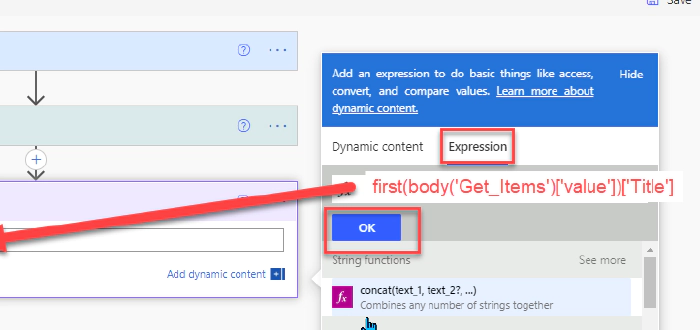 Save
Add an expression to do basic things like access,
Hide
convert, and compare values. Learn more about
dynamic content.
Dynamic content
Expression
fx
first(body('Get_Items')['value'])['Title']
OK
Add dynamic content
String functions
See more
fx
concat(text_1, text_2?, ...)
Combines any number of strings together